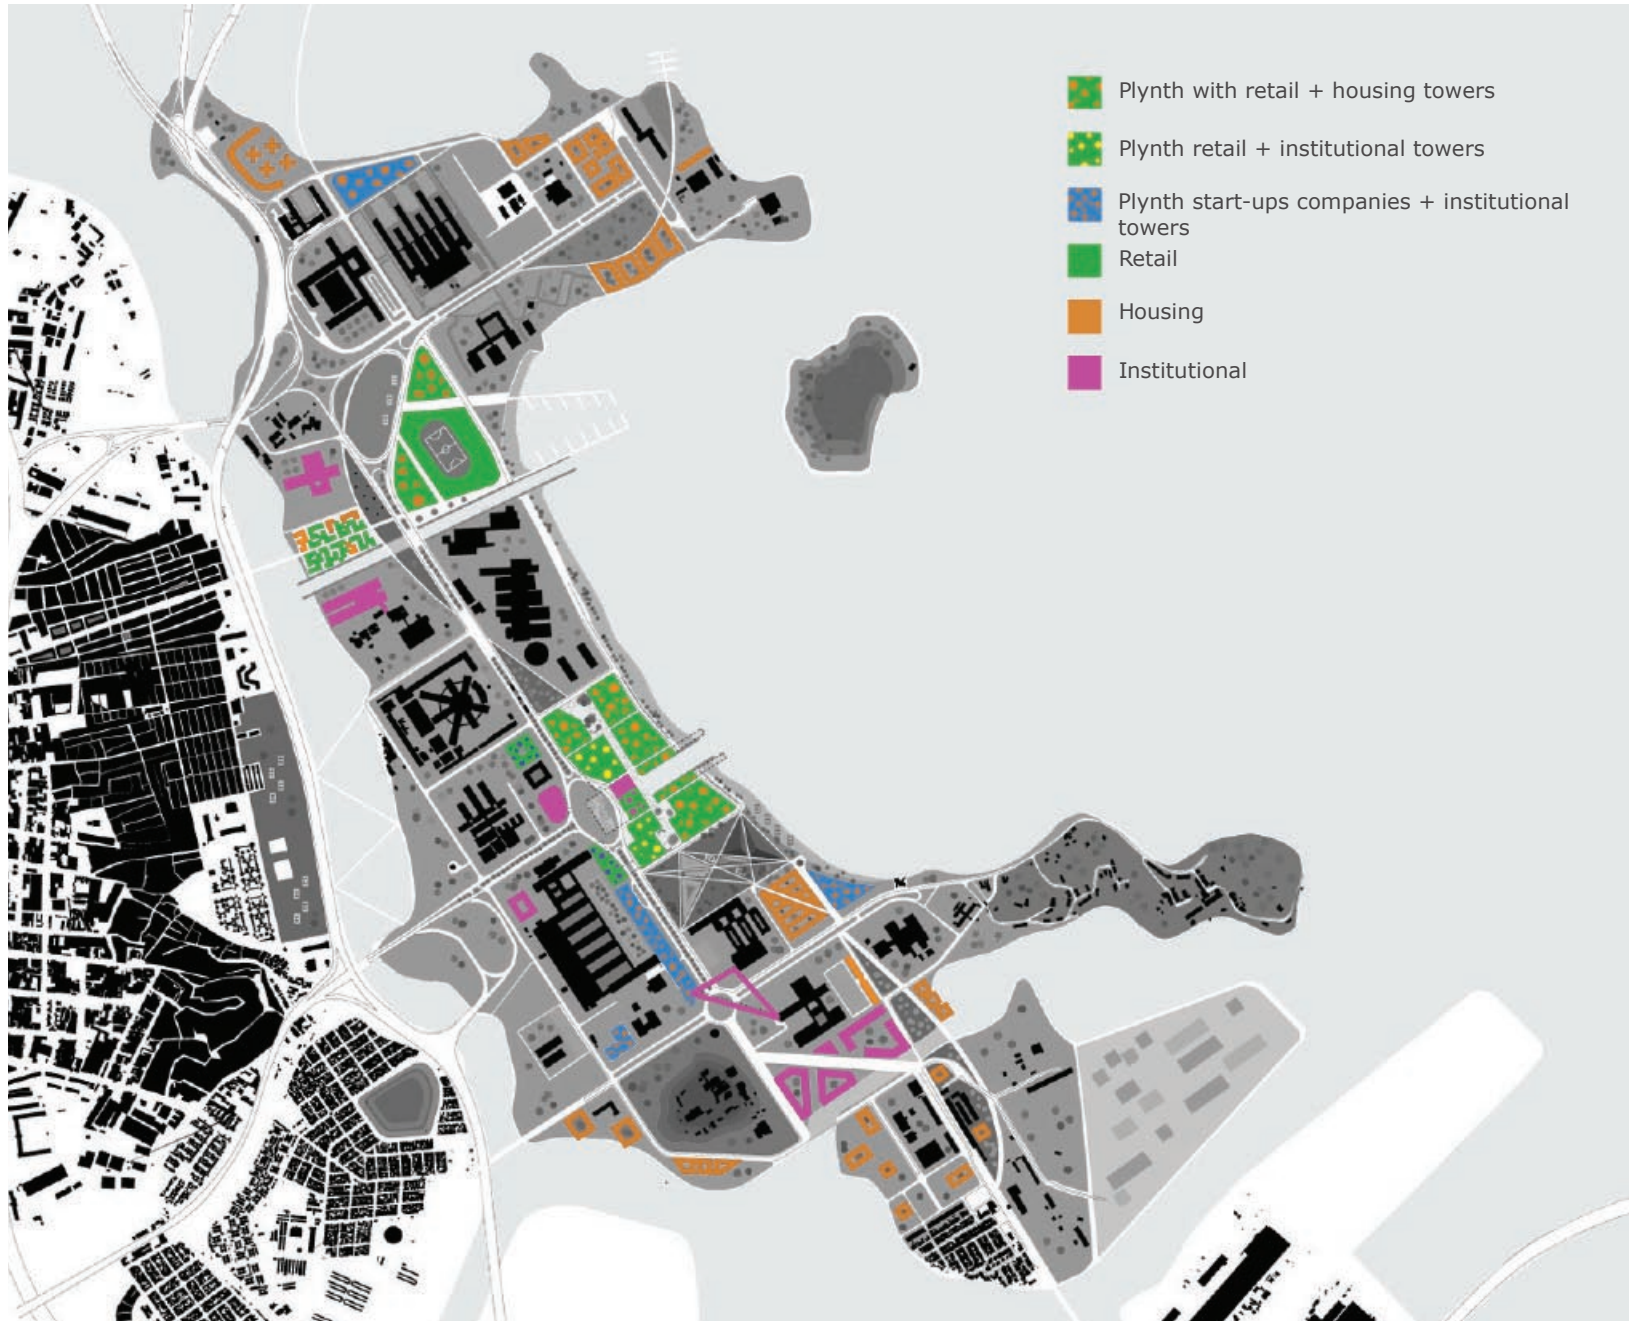 Plynth with retail + housing towers
Plynth retail + institutional towers
Plynth start-ups companies + institutional
towers
Retail
Housing
Institutional